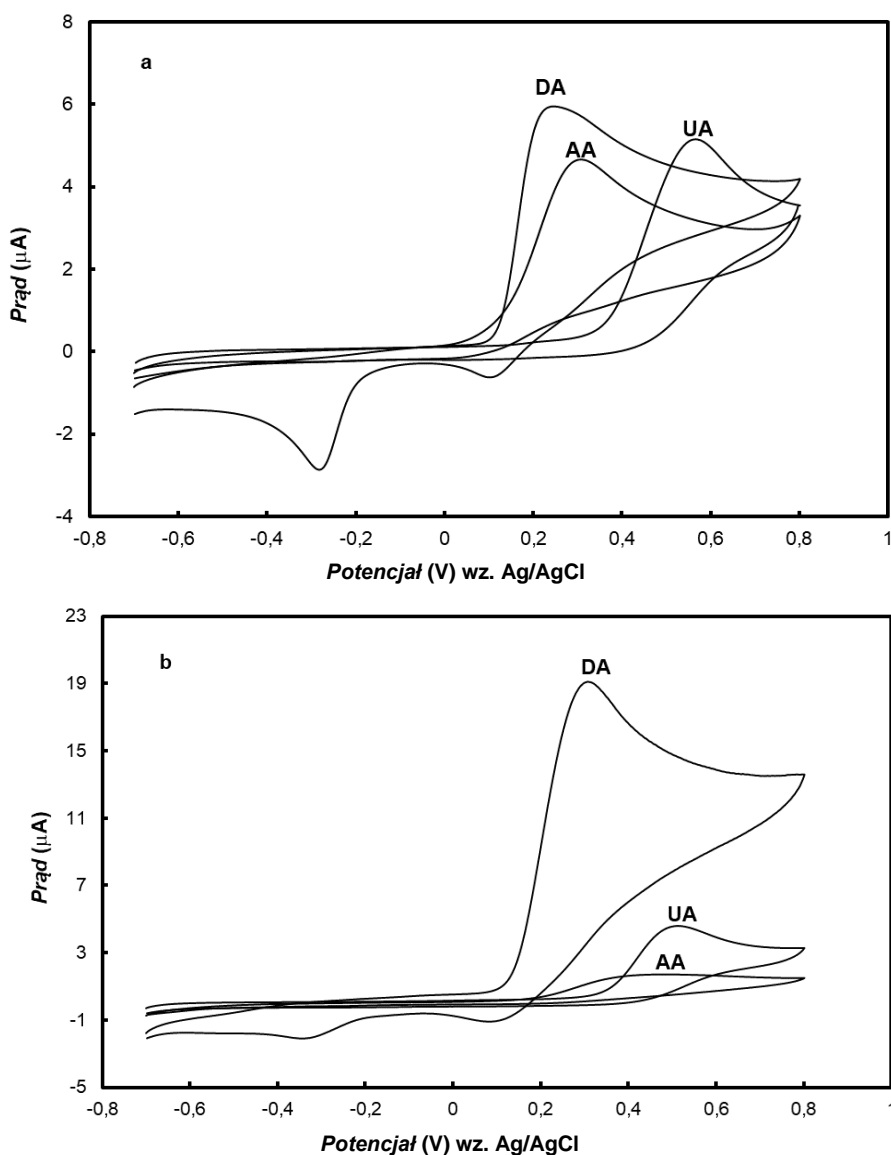 8
a
DA
6
UA
AA
4
Prąd (μA)
2
0
-2
-4
-0,8 -0,6 -0,4 -0,2 0 0,2 0,4 0,6 0,8 1
Potencjał (V) wz. Ag/AgCl
23
b
DA
19
15
Prąd (μA)
11
7
UA
3
AA
-1
-5
-0,8 -0,6 -0,4 -0,2 0 0,2 0,4 0,6 0,8 1
Potencjał (V) wz. Ag/AgCl